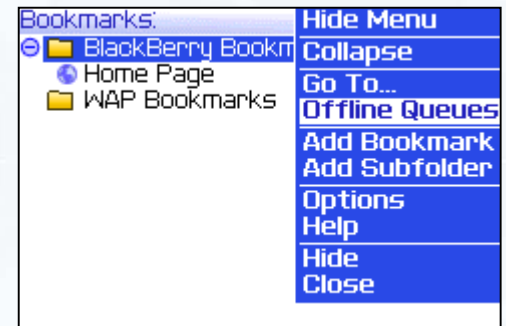 Bookmarks:
BlackBerry Bookm
Home Page
WAP Bookmarks
Hide Menu
Collapse
Go To...
Offline Queues
Add Bookmark
Add Subfolder
Options
Help
Hide
Close